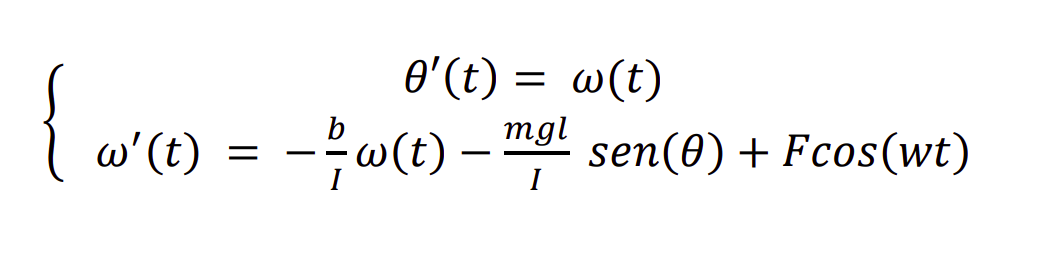 θ′(t) = ω(t)
ω′(t) = −b/I ω(t) − mgl/I sen(θ) + Fcos(wt)